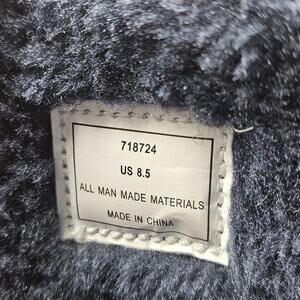 718724
US 8.5
ALL MAN MADE MATERIALS
MADE IN CHINA